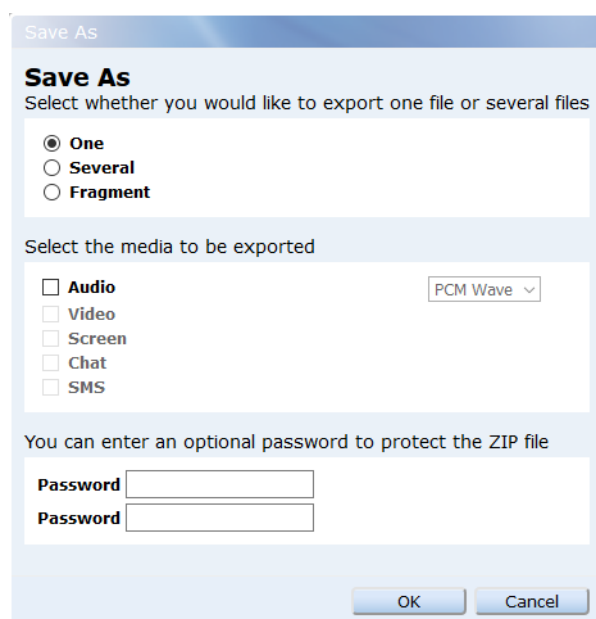 Save As
Save As
Select whether you would like to export one file or several files
One
Several
Fragment
Select the media to be exported
Audio PCM Wave
Video
Screen
Chat
SMS
You can enter an optional password to protect the ZIP file
Password
Password
OK Cancel